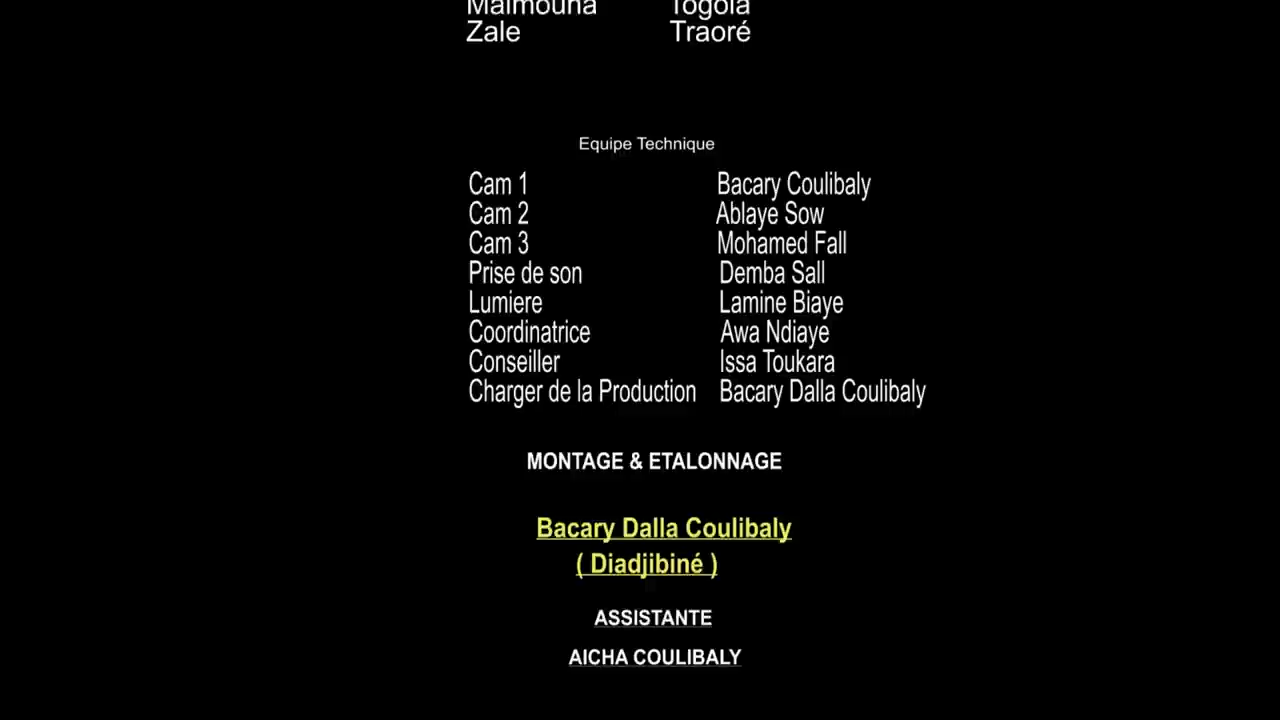 Maimouna Togola
Zale Traoré
Equipe Technique
Cam 1 Bacary Coulibaly
Cam 2 Ablaye Sow
Cam 3 Mohamed Fall
Prise de son Demba Sall
Lumiere Lamine Biaye
Coordinatrice Awa Ndiaye
Conseiller Issa Toukara
Charger de la Production Bacary Dalla Coulibaly
MONTAGE & ETALONNAGE
Bacary Dalla Coulibaly
( Diadjibiné )
ASSISTANTE
AICHA COULIBALY